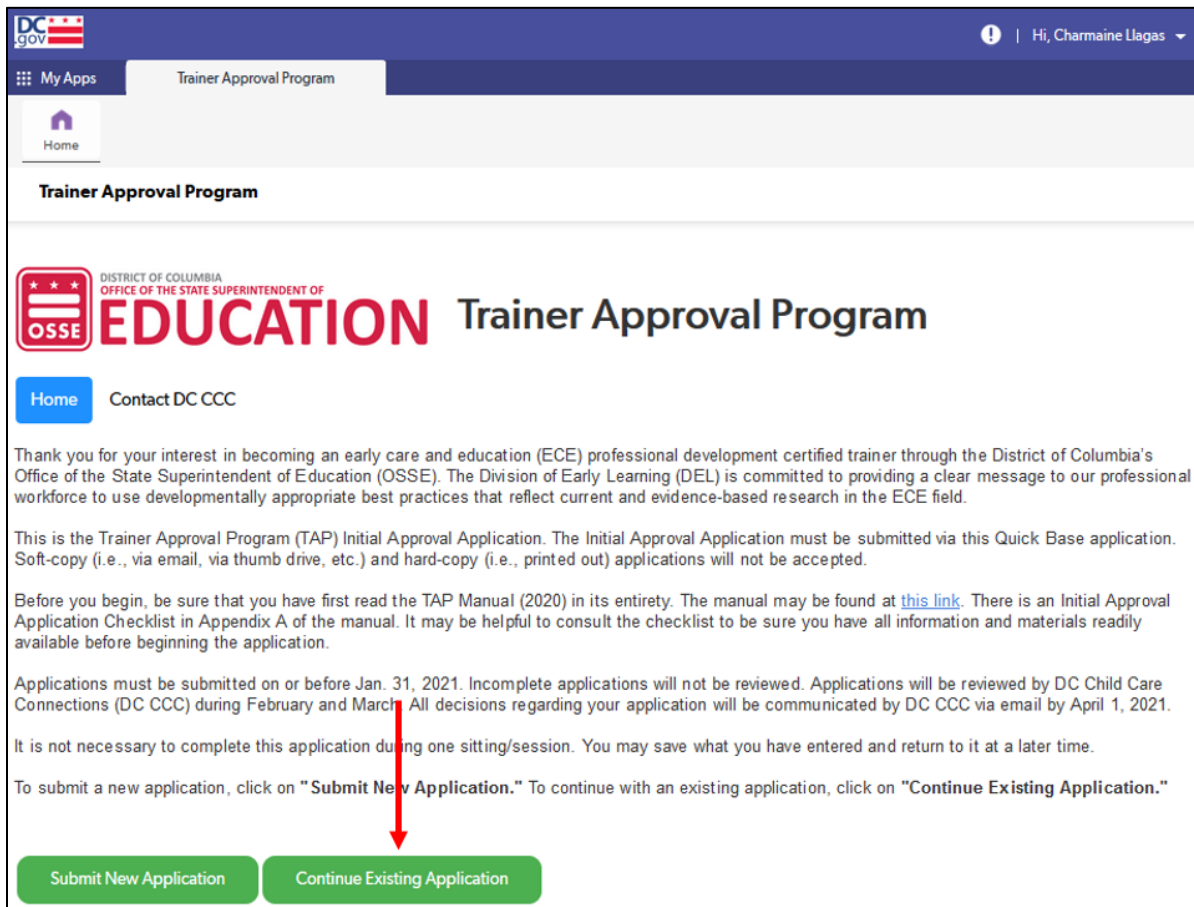 DC
.gov
! | Hi, Charmaine Llagas
My Apps
Trainer Approval Program
Home
Trainer Approval Program
OSSE
DISTRICT OF COLUMBIA
OFFICE OF THE STATE SUPERINTENDENT OF
EDUCATION
Trainer Approval Program
Home
Contact DC CCC
Thank you for your interest in becoming an early care and education (ECE) professional development certified trainer through the District of Columbia's
Office of the State Superintendent of Education (OSSE). The Division of Early Learning (DEL) is committed to providing a clear message to our professional
workforce to use developmentally appropriate best practices that reflect current and evidence-based research in the ECE field.
This is the Trainer Approval Program (TAP) Initial Approval Application. The Initial Approval Application must be submitted via this Quick Base application.
Soft-copy (i.e., via email, via thumb drive, etc.) and hard-copy (i.e., printed out) applications will not be accepted.
Before you begin, be sure that you have first read the TAP Manual (2020) in its entirety. The manual may be found at this link. There is an Initial Approval
Application Checklist in Appendix A of the manual. It may be helpful to consult the checklist to be sure you have all information and materials readily
available before beginning the application.
Applications must be submitted on or before Jan. 31, 2021. Incomplete applications will not be reviewed. Applications will be reviewed by DC Child Care
Connections (DC CCC) during February and March. All decisions regarding your application will be communicated by DC CCC via email by April 1, 2021.
It is not necessary to complete this application during one sitting/session. You may save what you have entered and return to it at a later time.
To submit a new application, click on "Submit New Application." To continue with an existing application, click on "Continue Existing Application."
Submit New Application
Continue Existing Application